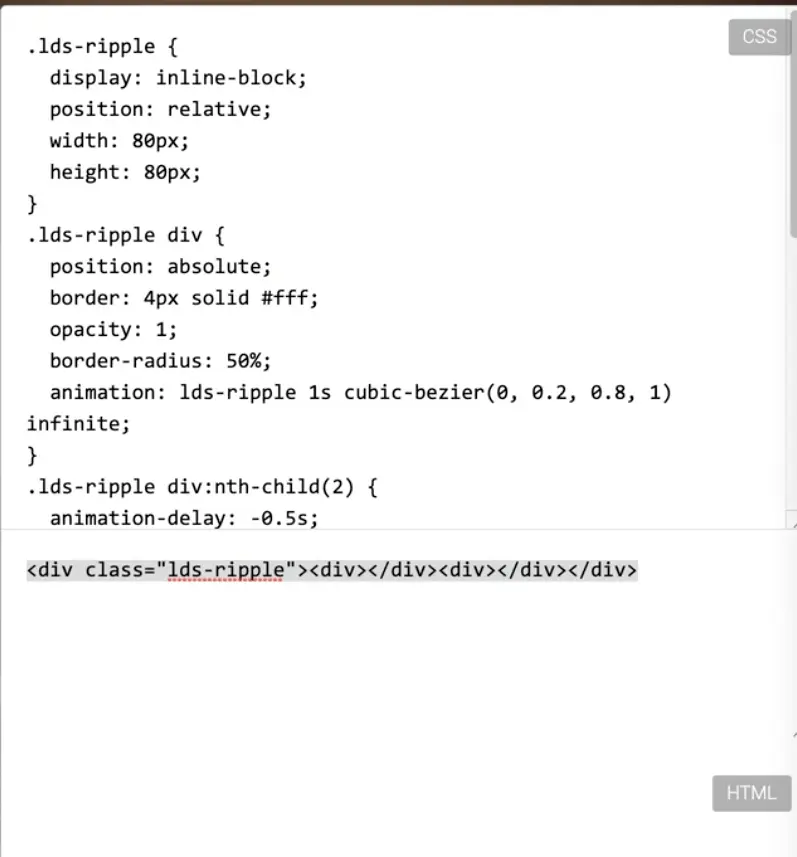 CSS
.lds-ripple {
  display: inline-block;
  position: relative;
  width: 80px;
  height: 80px;
}
.lds-ripple div {
  position: absolute;
  border: 4px solid #fff;
  opacity: 1;
  border-radius: 50%;
  animation: lds-ripple 1s cubic-bezier(0, 0.2, 0.8, 1)
infinite;
}
.lds-ripple div:nth-child(2) {
  animation-delay: -0.5s;
<div class="lds-ripple"><div></div><div></div></div>
HTML